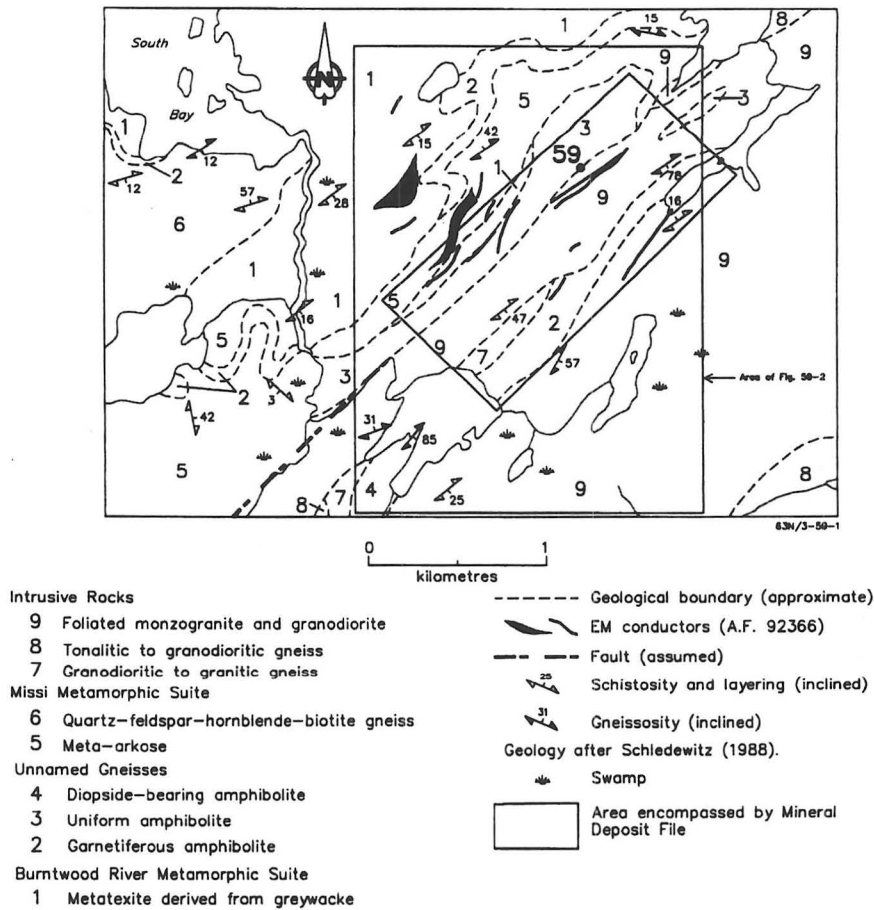 1
15
8
9
South
Bay
N
1
2
5
9
3
3
1
2
12
12
57
6
28
15
42
1
59
78
16
9
9
1
1
16
5
5
47
2
7
9
57
Area of Fig. 59-2
2
3
3
42
31
85
5
8
7
4
25
9
8
63N/3-59-1
0 1
kilometres
Intrusive Rocks
9 Foliated monzogranite and granodiorite
8 Tonalitic to granodioritic gneiss
7 Granodioritic to granitic gneiss
Missi Metamorphic Suite
6 Quartz-feldspar-hornblende-biotite gneiss
5 Meta-arkose
Unnamed Gneisses
4 Diopside-bearing amphibolite
3 Uniform amphibolite
2 Garnetiferous amphibolite
Burntwood River Metamorphic Suite
1 Metatexite derived from greywacke
Geological boundary (approximate)
EM conductors (A.F. 92366)
Fault (assumed)
25 Schistosity and layering (inclined)
31 Gneissosity (inclined)
Geology after Schledewitz (1988).
Swamp
Area encompassed by Mineral
Deposit File